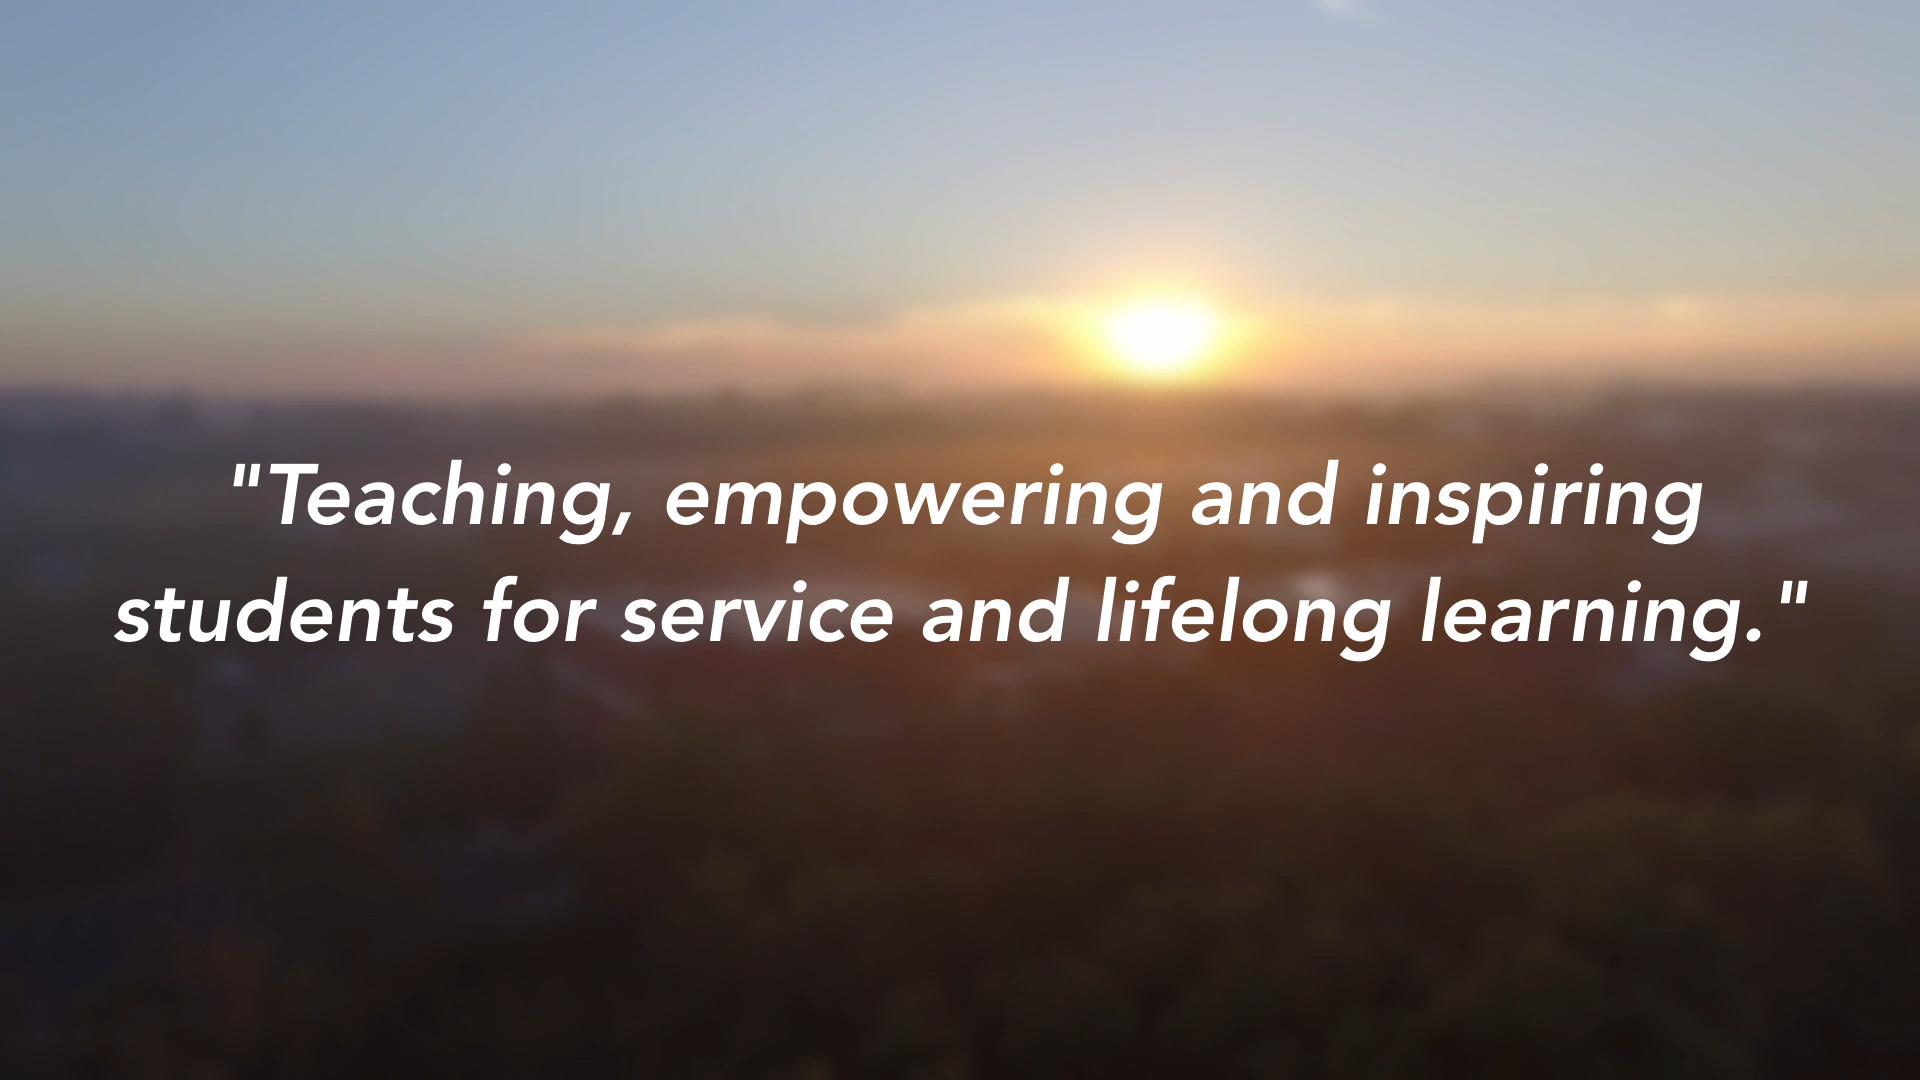 "Teaching, empowering and inspiring
students for service and lifelong learning."